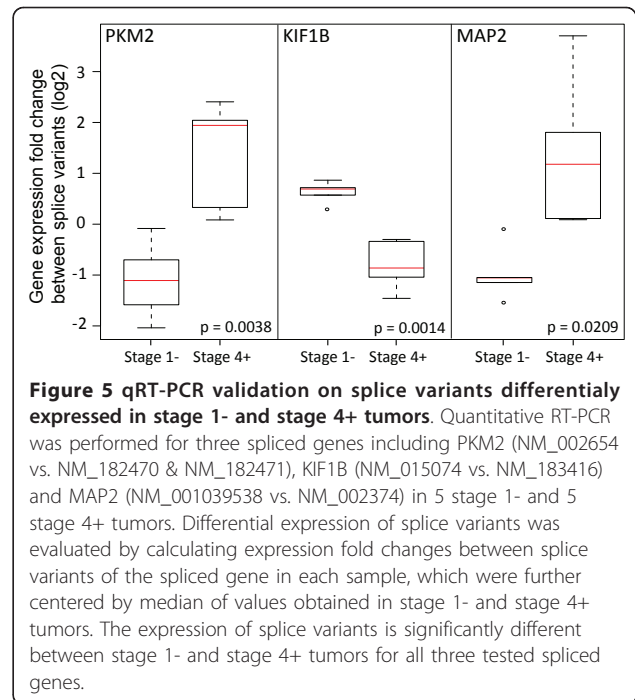 PKM2
KIF1B
MAP2
Gene expression fold change
between splice variants (log2)
3
2
1
0
-1
-2
p = 0.0038
p = 0.0014
p = 0.0209
Stage 1- Stage 4+
Stage 1- Stage 4+
Stage 1- Stage 4+
Figure 5 qRT-PCR validation on splice variants differentialy
expressed in stage 1- and stage 4+ tumors. Quantitative RT-PCR
was performed for three spliced genes including PKM2 (NM_002654
vs. NM_182470 & NM_182471), KIF1B (NM_015074 vs. NM_183416)
and MAP2 (NM_001039538 vs. NM_002374) in 5 stage 1- and 5
stage 4+ tumors. Differential expression of splice variants was
evaluated by calculating expression fold changes between splice
variants of the spliced gene in each sample, which were further
centered by median of values obtained in stage 1- and stage 4+
tumors. The expression of splice variants is significantly different
between stage 1- and stage 4+ tumors for all three tested spliced
genes.